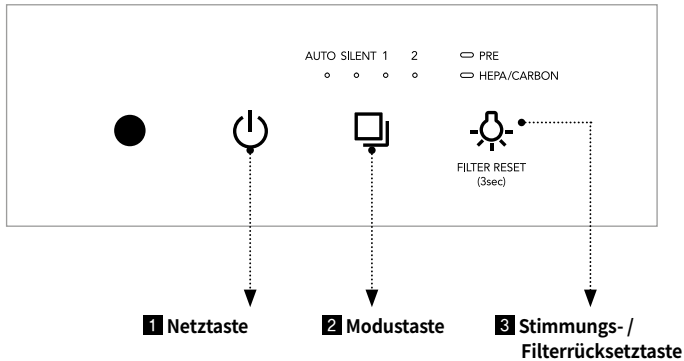 AUTO SILENT 1 2 PRE
HEPA/CARBON
FILTER RESET
(3sec)
1 Netztaste
2 Modustaste
3 Stimmungs- /
Filterrücksetztaste